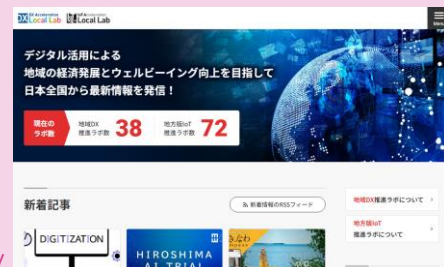 DX Acceleration Local Lab
Local Lab
Menu
デジタル活用による
地域の経済発展とウェルビーイング向上を目指して
日本全国から最新情報を発信！
現在の
ラボ数
地域DX
推進ラボ数 38
地方版IoT
推進ラボ数 72
新着記事
新着情報のRSSフィード
地域DX推進ラボについて
地方版IoT
推進ラボについて
DIGITIZATION
HIROSHIMA
AI TRIAL